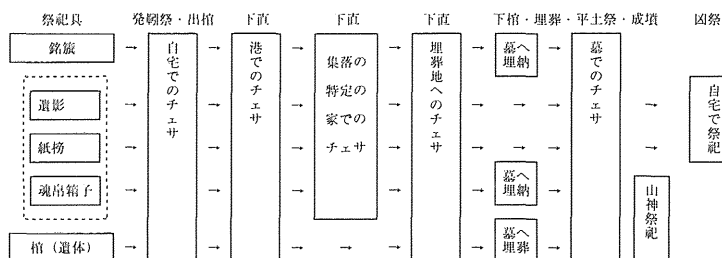 祭祀具 発靷祭・出棺 下直 下直 下直 下棺・埋葬・平土祭・成墳 凶祭
銘旌 → → → → → →
遺影 → → → → → → →
紙榜 → → → → → → →
魂帛箱子 → → → → → →
棺（遺体） → → → → → →
自宅でのチェサ
港でのチェサ
集落の
特定の
家での
チェサ
埋葬地へのチェサ
墓へ
埋納
墓へ
埋納
墓へ
埋葬
墓でのチェサ
山神祭祀
自宅で祭祀